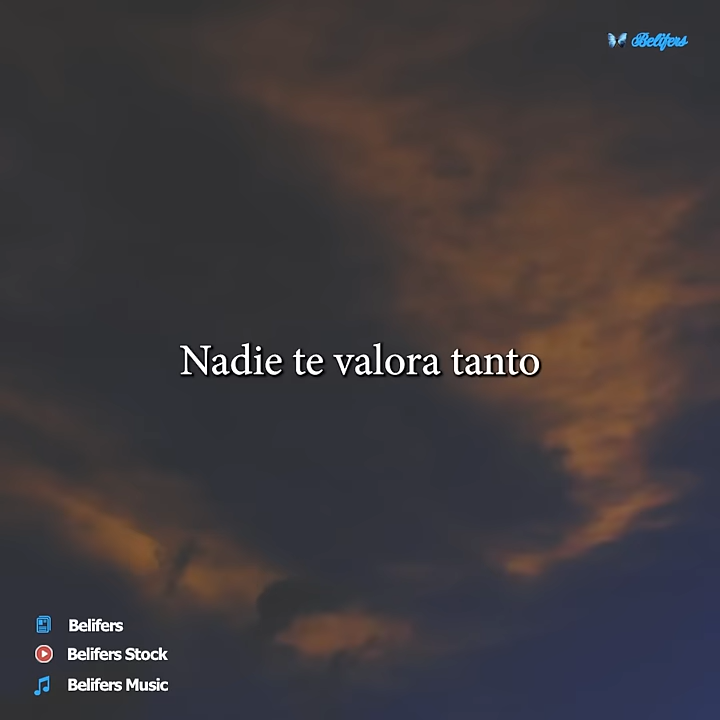 Belifers
Nadie te valora tanto
Belifers
Belifers Stock
Belifers Music